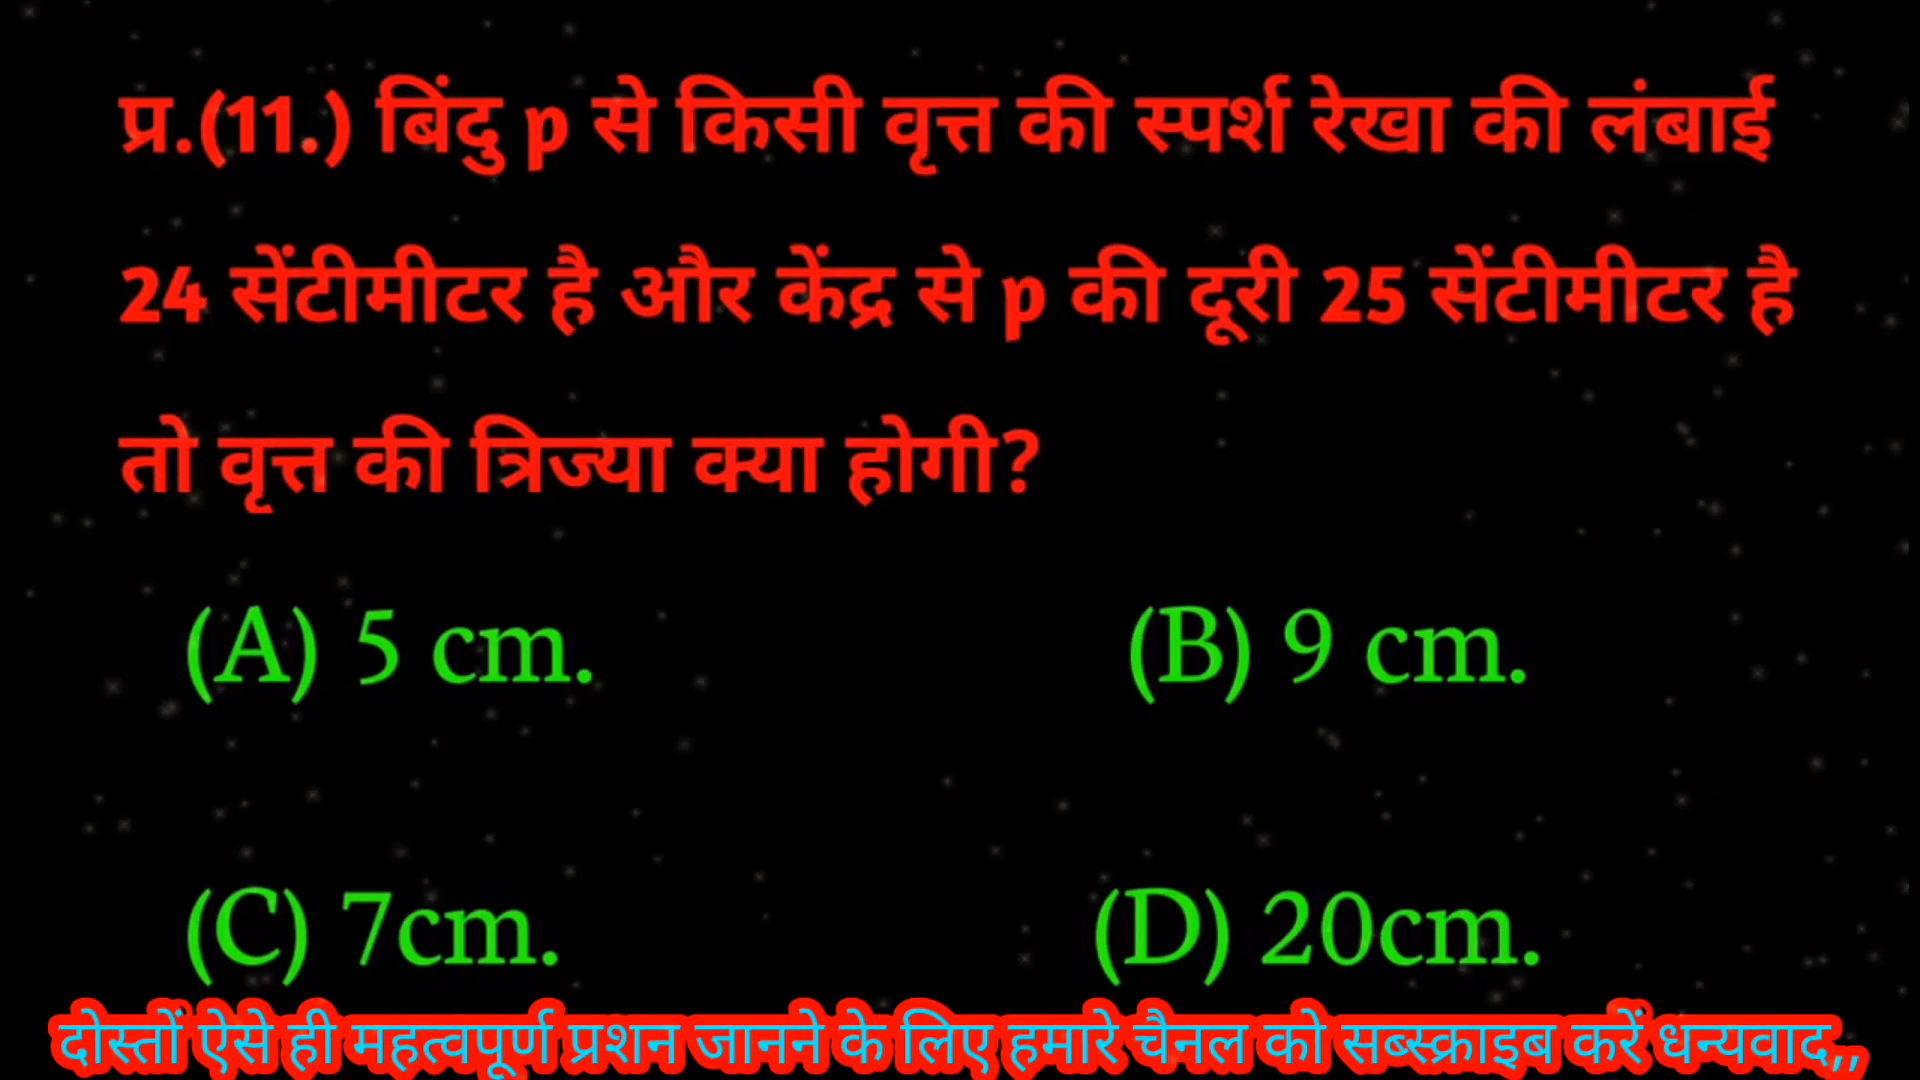 प्र.(11.) बिंदु p से किसी वृत्त की स्पर्श रेखा की लंबाई
24 सेंटीमीटर है और केंद्र से p की दूरी 25 सेंटीमीटर है
तो वृत्त की त्रिज्या क्या होगी?
(A) 5 cm. (B) 9 cm.
(C) 7cm. (D) 20cm.
दोस्तों ऐसे ही महत्वपूर्ण प्रशन जानने के लिए हमारे चैनल को सब्स्क्राइब करें धन्यवाद,,